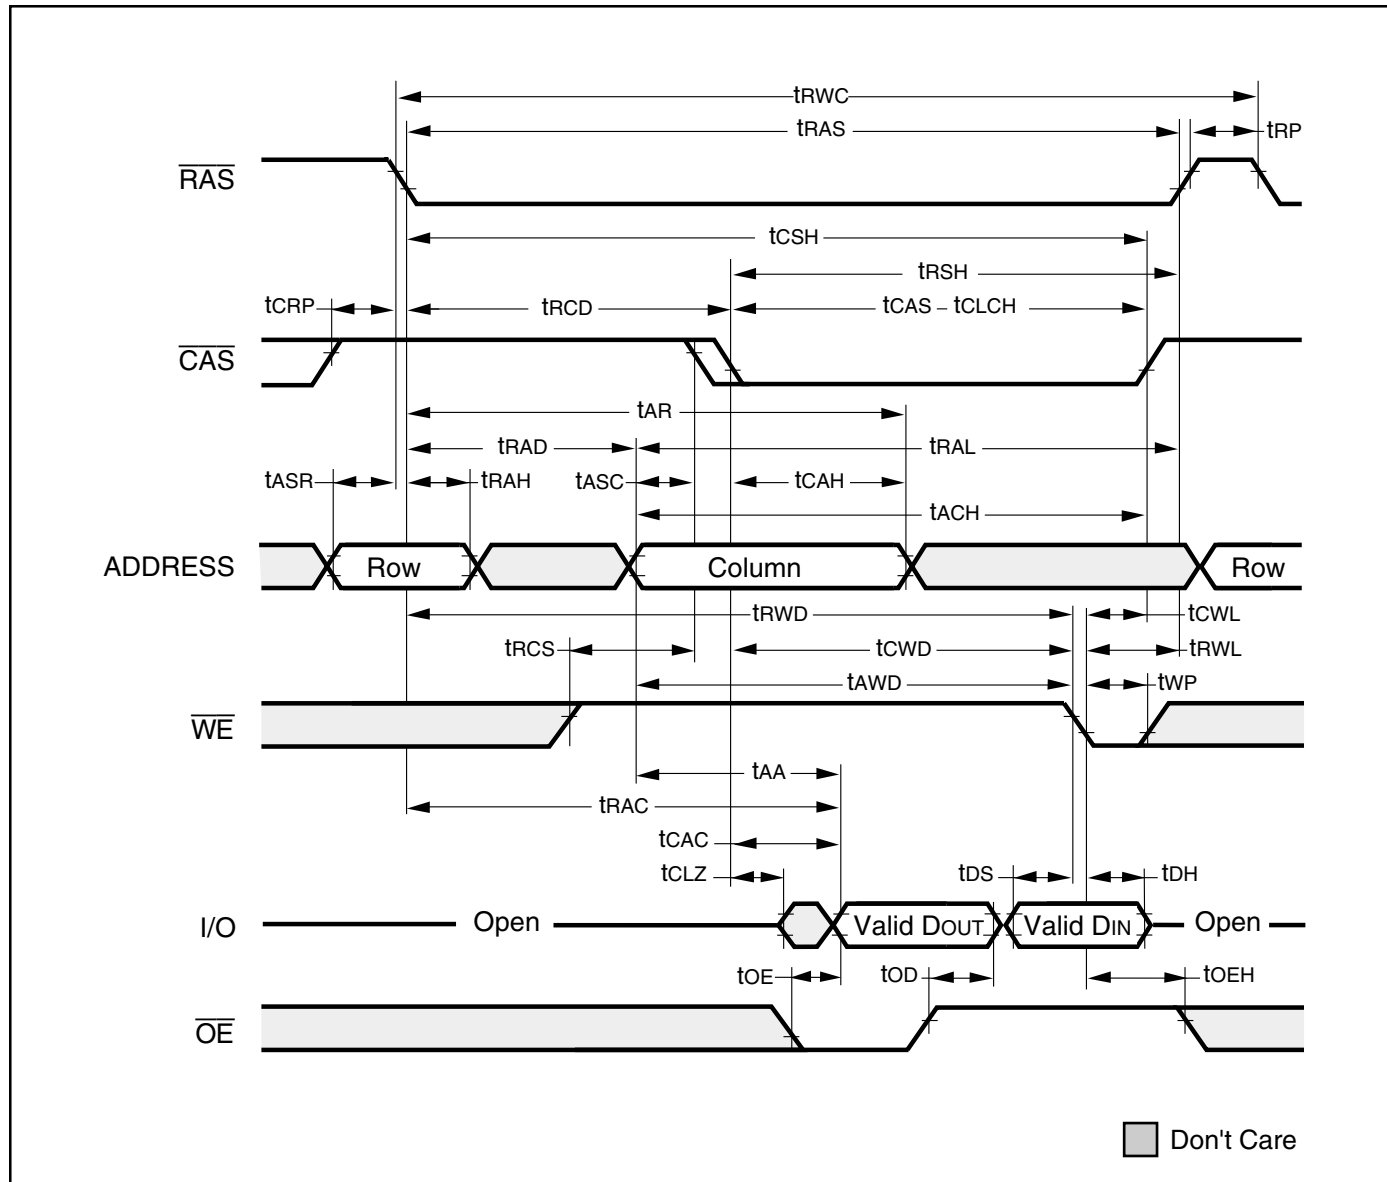 tRWC
tRAS
tRP
RAS
tCSH
tRSH
tCRP
tRCD
tCAS
tCLCH
CAS
tAR
tRAD
tRAL
tASR
tRAH
tASC
tCAH
tACH
ADDRESS
Row
Column
Row
tRWD
tCWL
tRCS
tCWD
tRWL
tAWD
tWP
WE
tAA
tRAC
tCAC
tCLZ
tDS
tDH
I/O
Open
Valid DOUT
Valid DIN
Open
tOE
tOD
tOEH
OE
Don't Care